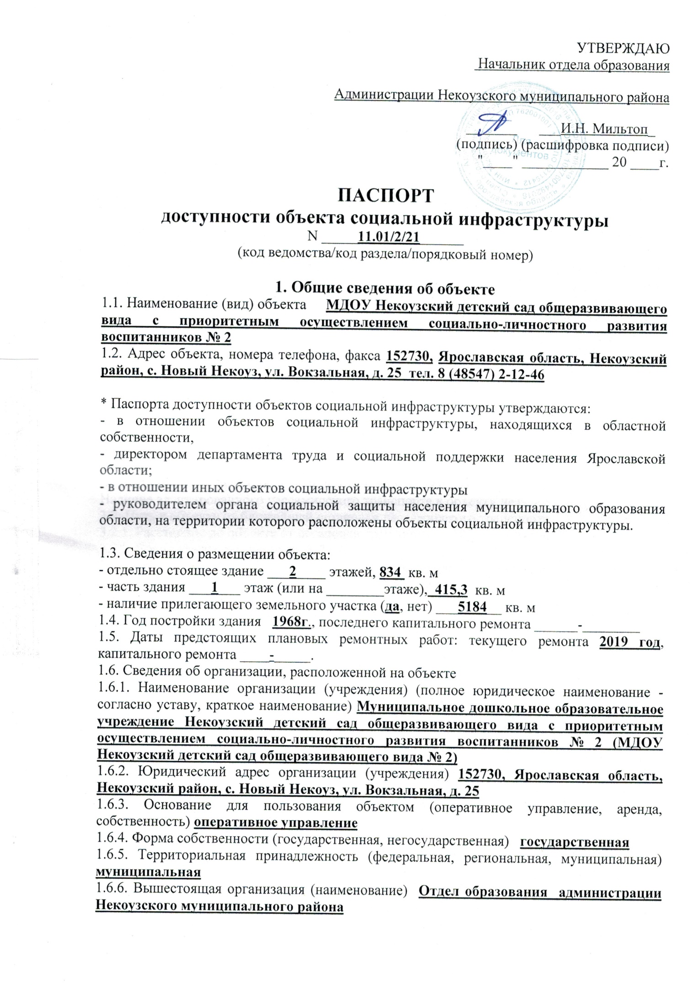 УТВЕРЖДАЮ
Начальник отдела образования
Администрации Некоузского муниципального района
_______ ___И.Н. Мильтоп_
(подпись) (расшифровка подписи)
"____" ____________ 20 ____г.
Для
документов
ПАСПОРТ
доступности объекта социальной инфраструктуры
N _____11.01/2/21______
(код ведомства/код раздела/порядковый номер)
1. Общие сведения об объекте
1.1. Наименование (вид) объекта МДОУ Некоузский детский сад общеразвивающего
вида с приоритетным осуществлением социально-личностного развития
воспитанников № 2
1.2. Адрес объекта, номера телефона, факса 152730, Ярославская область, Некоузский
район, с. Новый Некоуз, ул. Вокзальная, д. 25 тел. 8 (48547) 2-12-46
* Паспорта доступности объектов социальной инфраструктуры утверждаются:
- в отношении объектов социальной инфраструктуры, находящихся в областной
собственности,
- директором департамента труда и социальной поддержки населения Ярославской
области;
- в отношении иных объектов социальной инфраструктуры
- руководителем органа социальной защиты населения муниципального образования
области, на территории которого расположены объекты социальной инфраструктуры.
1.3. Сведения о размещении объекта:
- отдельно стоящее здание ___2____ этажей, 834 кв. м
- часть здания ___1___ этаж (или на ________этаже), 415,3 кв. м
- наличие прилегающего земельного участка (да, нет) ___5184__ кв. м
1.4. Год постройки здания 1968г., последнего капитального ремонта ______-________
1.5. Даты предстоящих плановых ремонтных работ: текущего ремонта 2019 год,
капитального ремонта ____-_____.
1.6. Сведения об организации, расположенной на объекте
1.6.1. Наименование организации (учреждения) (полное юридическое наименование -
согласно уставу, краткое наименование) Муниципальное дошкольное образовательное
учреждение Некоузский детский сад общеразвивающего вида с приоритетным
осуществлением социально-личностного развития воспитанников № 2 (МДОУ
Некоузский детский сад общеразвивающего вида № 2)
1.6.2. Юридический адрес организации (учреждения) 152730, Ярославская область,
Некоузский район, с. Новый Некоуз, ул. Вокзальная, д. 25
1.6.3. Основание для пользования объектом (оперативное управление, аренда,
собственность) оперативное управление
1.6.4. Форма собственности (государственная, негосударственная) государственная
1.6.5. Территориальная принадлежность (федеральная, региональная, муниципальная)
муниципальная
1.6.6. Вышестоящая организация (наименование) Отдел образования администрации
Некоузского муниципального района